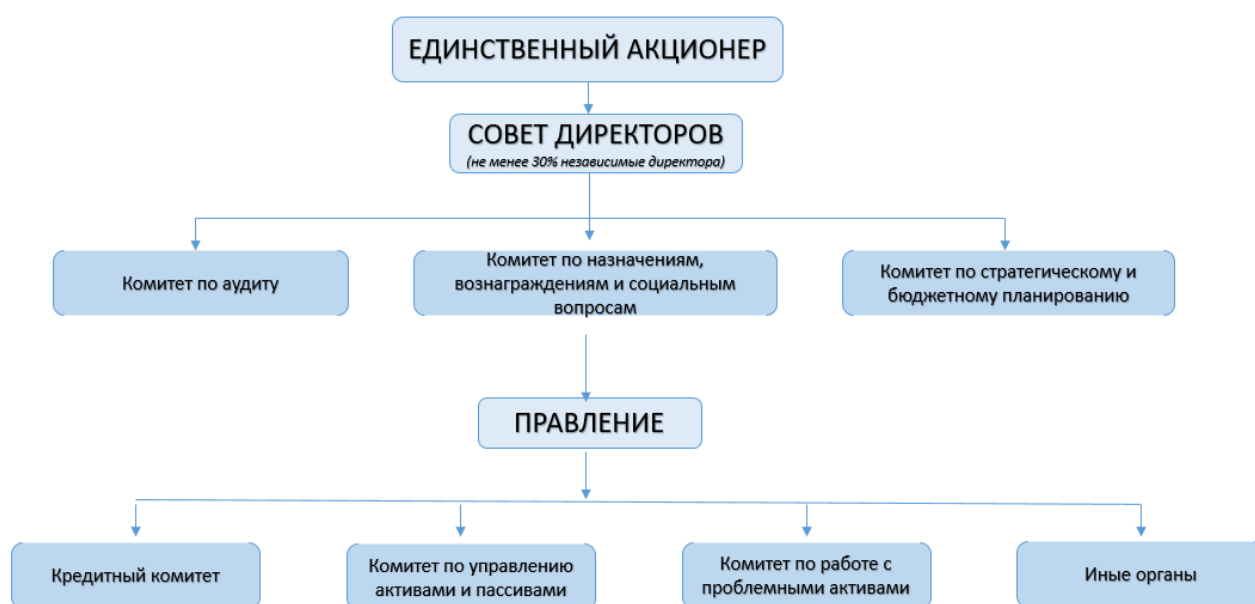 ЕДИНСТВЕННЫЙ АКЦИОНЕР
СОВЕТ ДИРЕКТОРОВ
(не менее 30% независимые директора)
Комитет по аудиту
Комитет по назначениям,
вознаграждениям и социальным
вопросам
Комитет по стратегическому и
бюджетному планированию
ПРАВЛЕНИЕ
Кредитный комитет
Комитет по управлению
активами и пассивами
Комитет по работе с
проблемными активами
Иные органы